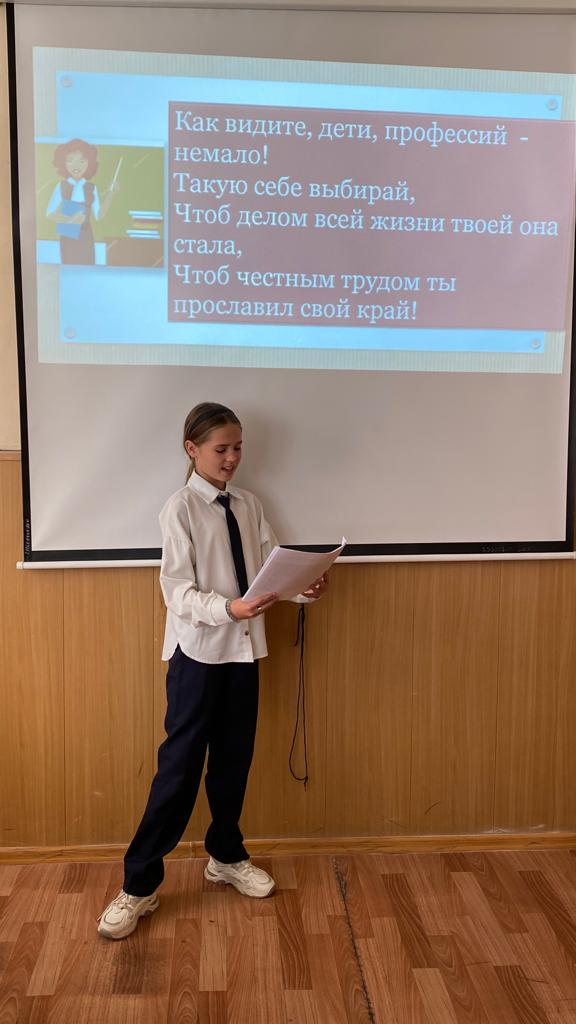 Как видите, дети, профессий -
немало!
Такую себе выбирай,
Чтоб делом всей жизни твоей она
стала,
Чтоб честным трудом ты
прославил свой край!